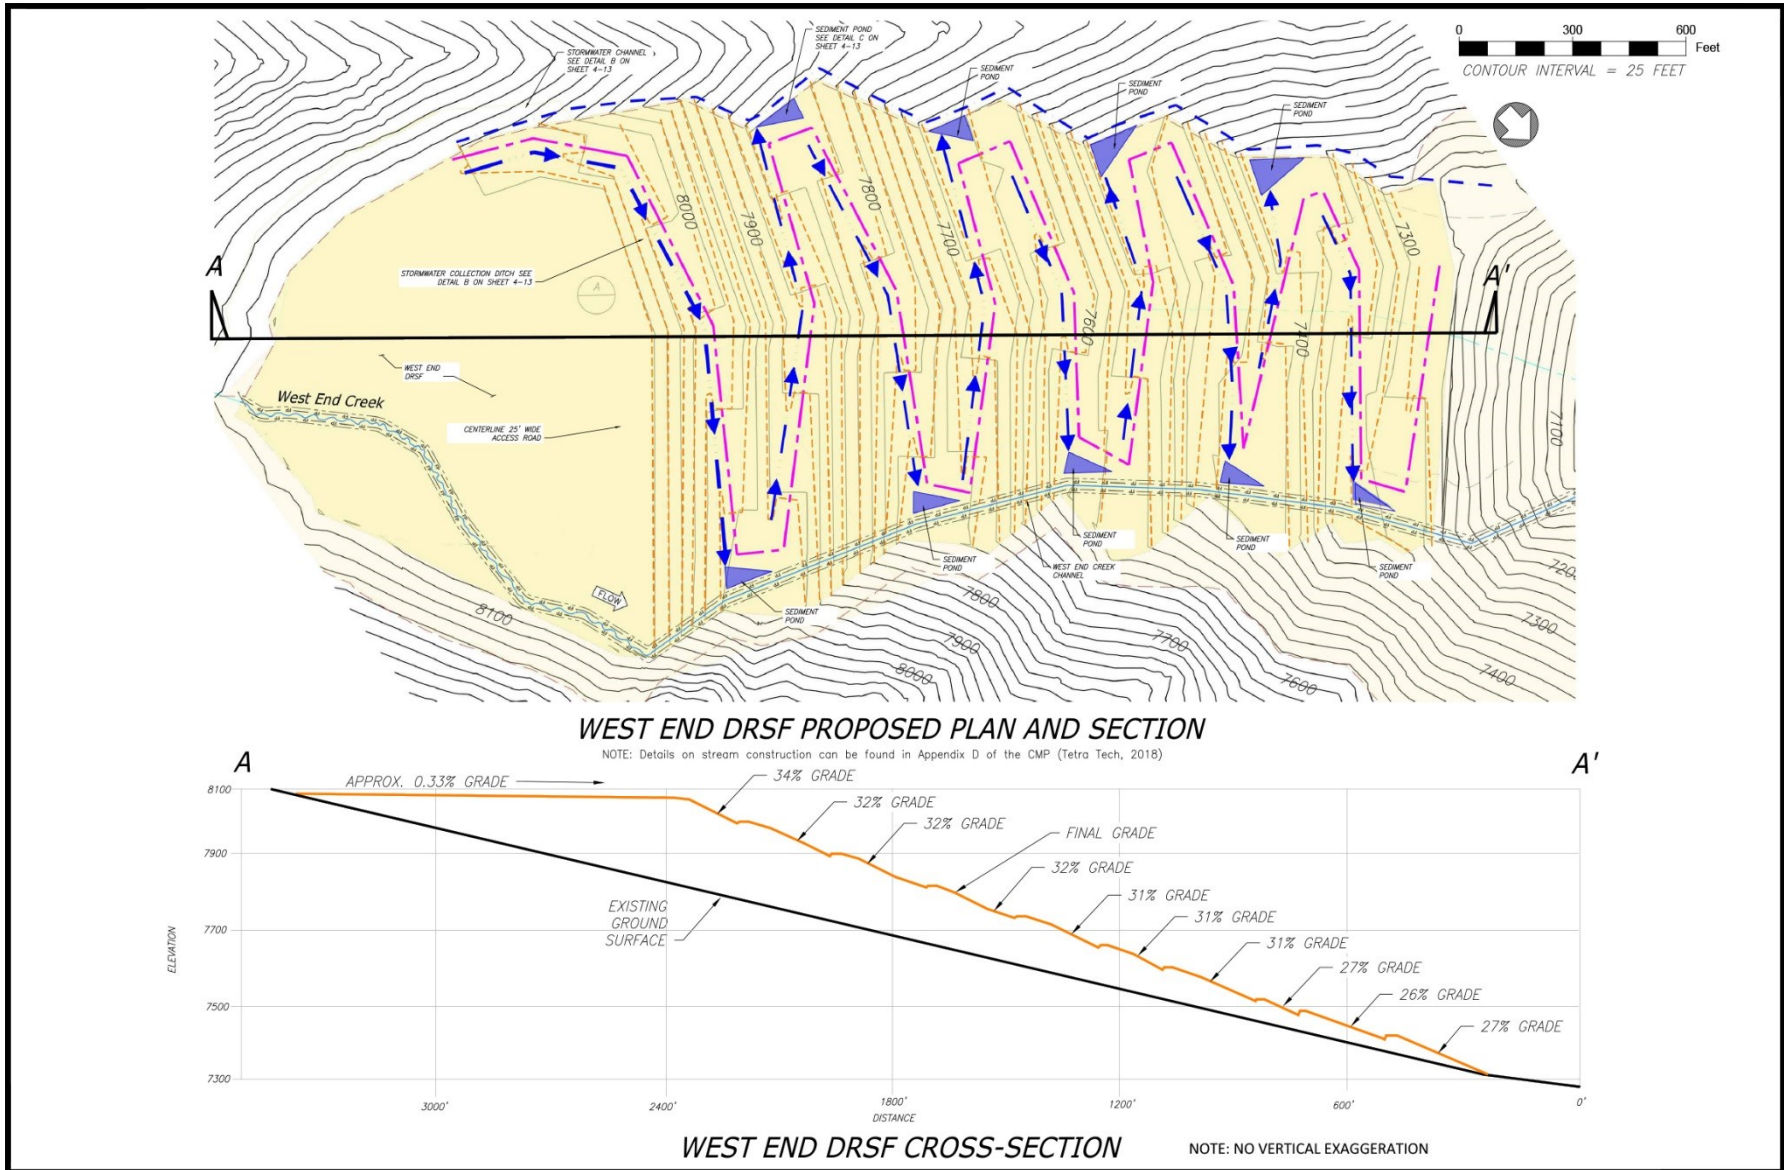 STORMWATER CHANNEL
SEE DETAIL B ON
SHEET 4-13
SEDIMENT POND
SEE DETAIL C ON
SHEET 4-13
SEDIMENT
POND
SEDIMENT
POND
SEDIMENT
POND
0 300 600
Feet
CONTOUR INTERVAL = 25 FEET
8000
7900
7800
7700
7600
7400
7300
STORMWATER COLLECTION DITCH SEE
DETAIL B ON SHEET 4-13
A
A
A'
WEST END
DRSF
West End Creek
CENTERLINE 25' WIDE
ACCESS ROAD
FLOW
8100
SEDIMENT
POND
SEDIMENT
POND
SEDIMENT
POND
WEST END CREEK
CHANNEL
SEDIMENT
POND
SEDIMENT
POND
7100
7200
7300
7400
7600
7700
7800
7900
8000
WEST END DRSF PROPOSED PLAN AND SECTION
NOTE: Details on stream construction can be found in Appendix D of the CMP (Tetra Tech, 2018)
A
A'
APPROX. 0.33% GRADE
34% GRADE
32% GRADE
32% GRADE
FINAL GRADE
32% GRADE
31% GRADE
31% GRADE
31% GRADE
27% GRADE
26% GRADE
27% GRADE
EXISTING
GROUND
SURFACE
ELEVATION
8100
7900
7700
7500
7300
3000'
2400'
1800'
1200'
600'
0'
DISTANCE
WEST END DRSF CROSS-SECTION
NOTE: NO VERTICAL EXAGGERATION